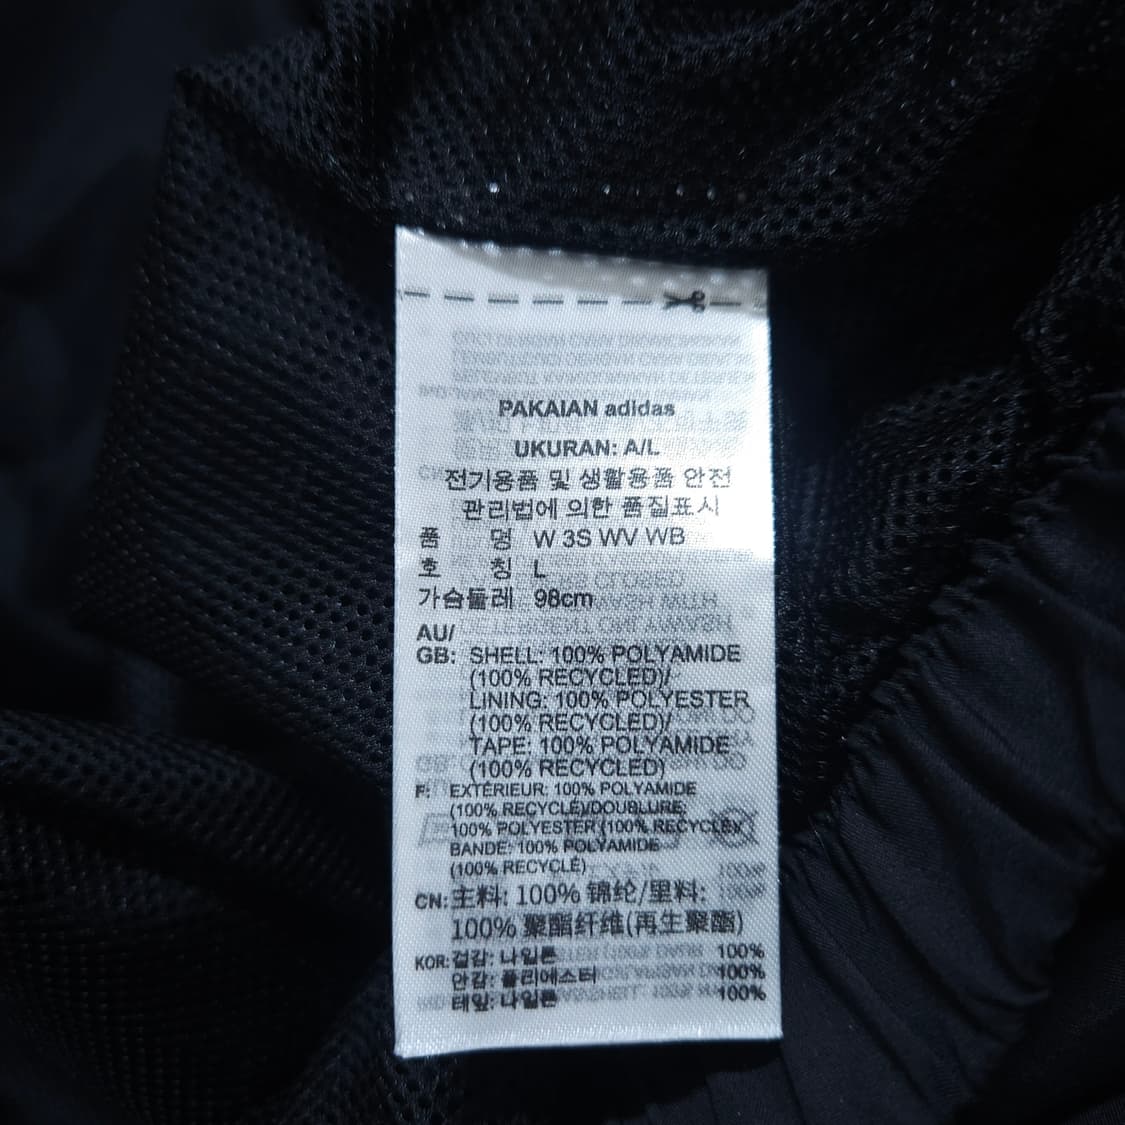 PAKAIAN adidas
UKURAN: A/L
전기용품 및 생활용품 안전
관리법에 의한 품질표시
품 명 W 3S WV WB
호 칭 L
가슴둘레 98cm
AU/
GB: SHELL: 100% POLYAMIDE
(100% RECYCLED)/
LINING: 100% POLYESTER
(100% RECYCLED)/
TAPE: 100% POLYAMIDE
(100% RECYCLED)
F: EXTÉRIEUR: 100% POLYAMIDE
(100% RECYCLÉ)/DOUBLURE:
100% POLYESTER (100% RECYCLÉ)/
BANDE: 100% POLYAMIDE
(100% RECYCLÉ)
CN: 主料: 100% 锦纶/里料:
100% 聚酯纤维(再生聚酯)
KOR: 겉감: 나일론 100%
안감: 폴리에스터 100%
테잎: 나일론 100%